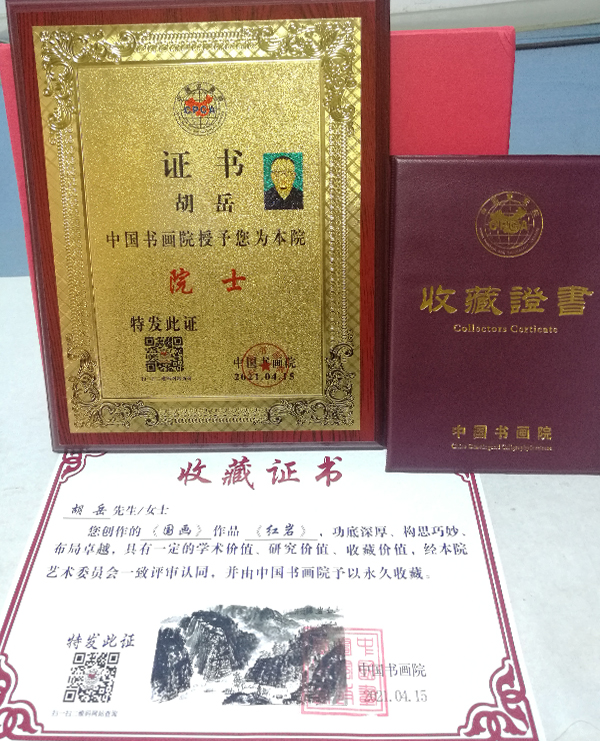 CPCA
证书
胡岳
中国书画院授予您为本院
院士
特发此证
中国书画院
2021.04.15
收藏證書
Collectors Certicate
中国书画院
收藏证书
胡岳 先生/女士
您创作的《国画》作品《红岩》，功底深厚、构思巧妙、
布局卓越，具有一定的学术价值、研究价值、收藏价值，经本院
艺术委员会一致评审认同，并由中国书画院予以永久收藏。
特发此证
中国书画院
2021.04.15